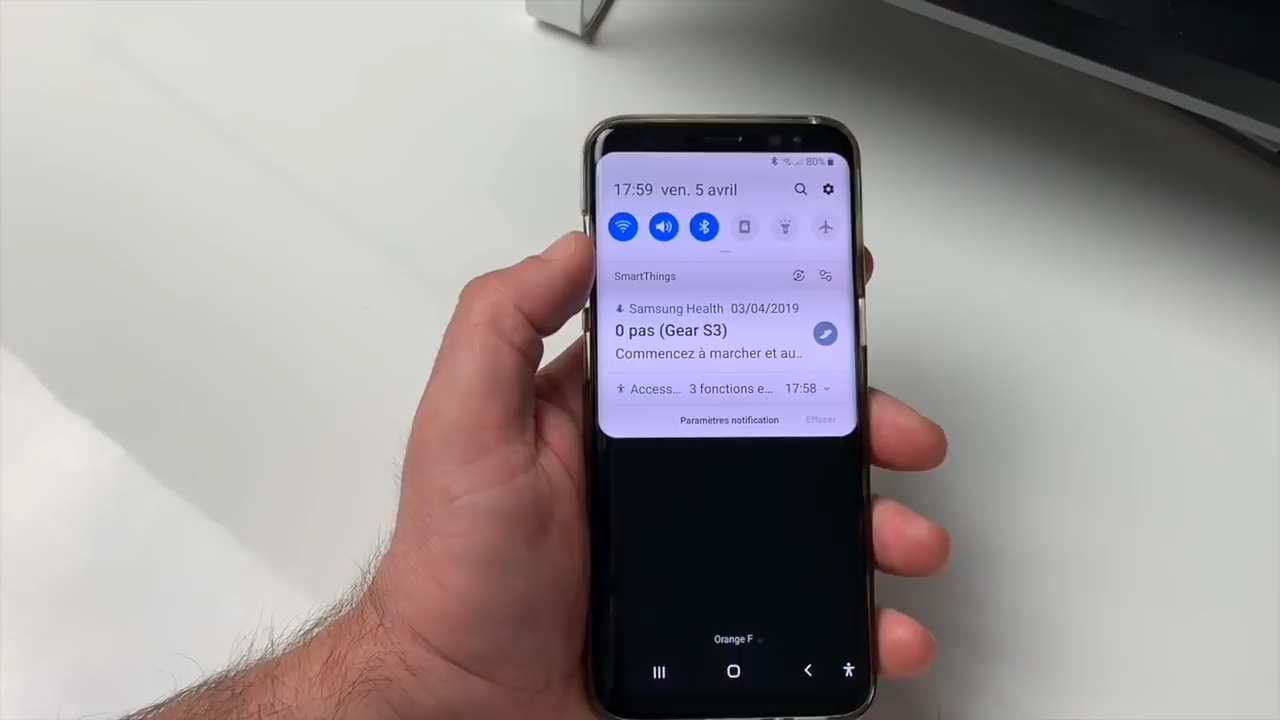 80%
17:59 ven. 5 avril
SmartThings
Samsung Health 03/04/2019
0 pas (Gear S3)
Commencez à marcher et au..
Access... 3 fonctions e... 17:58
Paramètres notification Effacer
Orange F